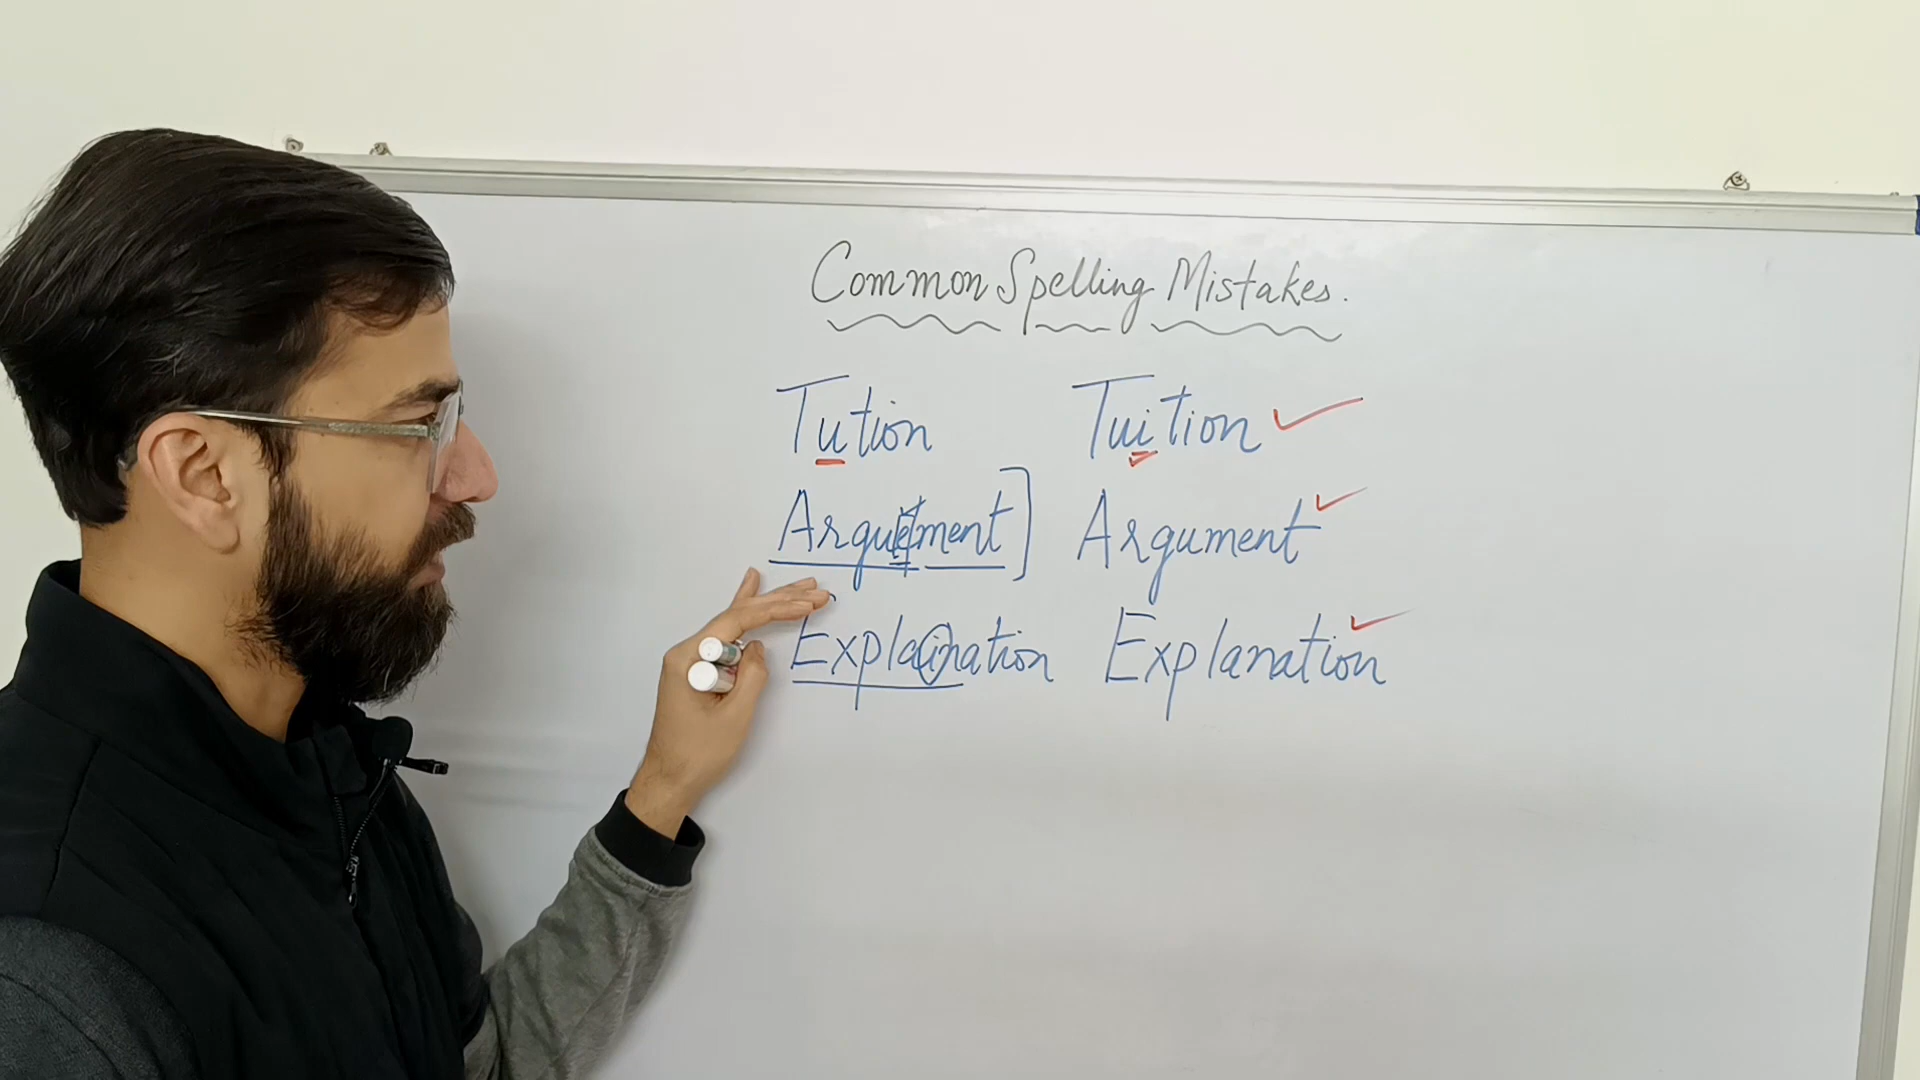 Common Spelling Mistakes.
Tution Tuition
Arguement Argument
Explaination Explanation